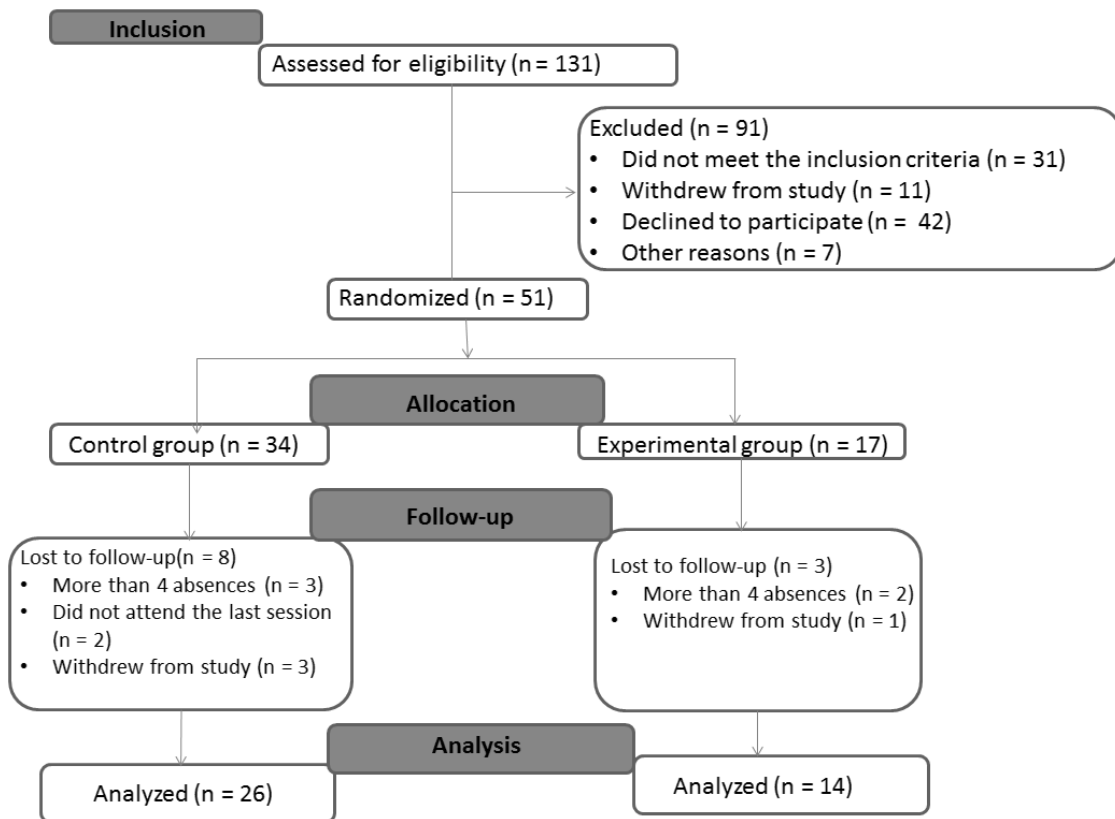 Inclusion
Assessed for eligibility (n = 131)
Excluded (n = 91)
• Did not meet the inclusion criteria (n = 31)
• Withdrew from study (n = 11)
• Declined to participate (n = 42)
• Other reasons (n = 7)
Randomized (n = 51)
Allocation
Control group (n = 34)
Experimental group (n = 17)
Follow-up
Lost to follow-up(n = 8)
• More than 4 absences (n = 3)
• Did not attend the last session
(n = 2)
• Withdrew from study (n = 3)
Lost to follow-up (n = 3)
• More than 4 absences (n = 2)
• Withdrew from study (n = 1)
Analysis
Analyzed (n = 26)
Analyzed (n = 14)